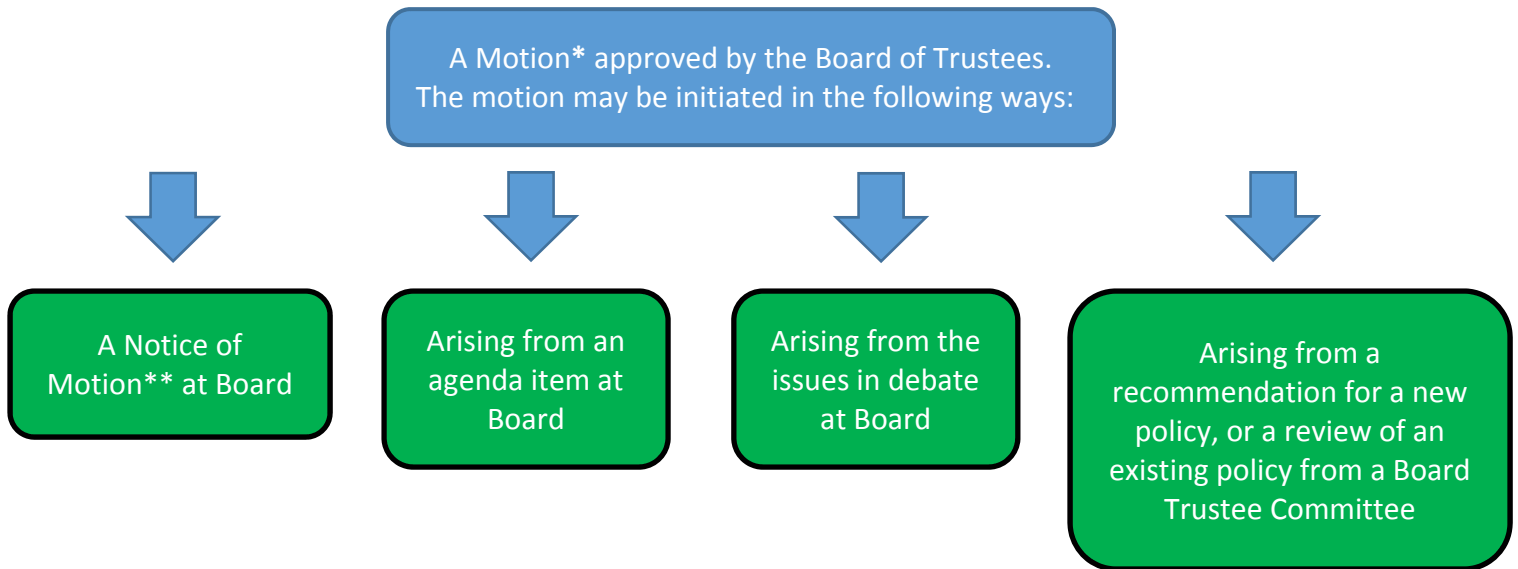 A Motion* approved by the Board of Trustees.
The motion may be initiated in the following ways:
A Notice of
Motion** at Board
Arising from an
agenda item at
Board
Arising from the
issues in debate
at Board
Arising from a
recommendation for a new
policy, or a review of an
existing policy from a Board
Trustee Committee